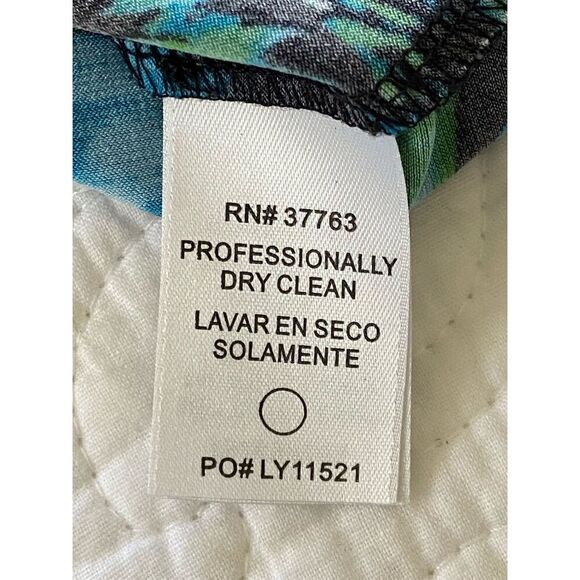 RN# 37763
PROFESSIONALLY
DRY CLEAN
LAVAR EN SECO
SOLAMENTE
PO# LY11521